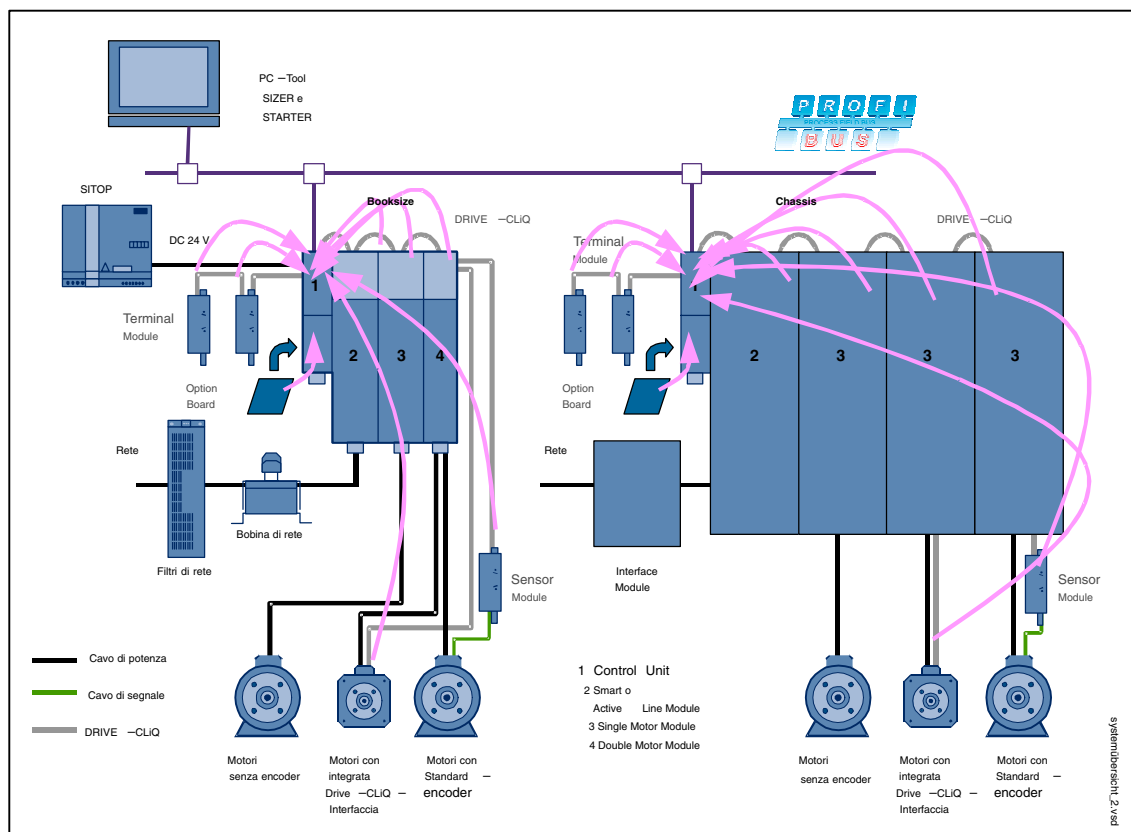 PC –Tool
SIZER e
STARTER
PROFI
PROCESS FIELD BUS
BUS
SITOP
DC 24 V
Booksize
DRIVE –CLiQ
Terminal
Module
Chassis
DRIVE –CLiQ
1
2
3
4
1
2
3
3
3
Terminal
Module
Option
Board
Option
Board
Rete
Rete
Bobina di rete
Filtri di rete
Interface
Module
Sensor
Module
Sensor
Module
Cavo di potenza
Cavo di segnale
DRIVE –CLiQ
1 Control Unit
2 Smart o
Active Line Module
3 Single Motor Module
4 Double Motor Module
Motori
senza encoder
Motori con
integrata
Drive –CLiQ –
Interfaccia
Motori con
Standard –
encoder
Motori
senza encoder
Motori con
integrata
Drive –CLiQ –
Interfaccia
Motori con
Standard –
encoder
systemübersicht_2.vsd